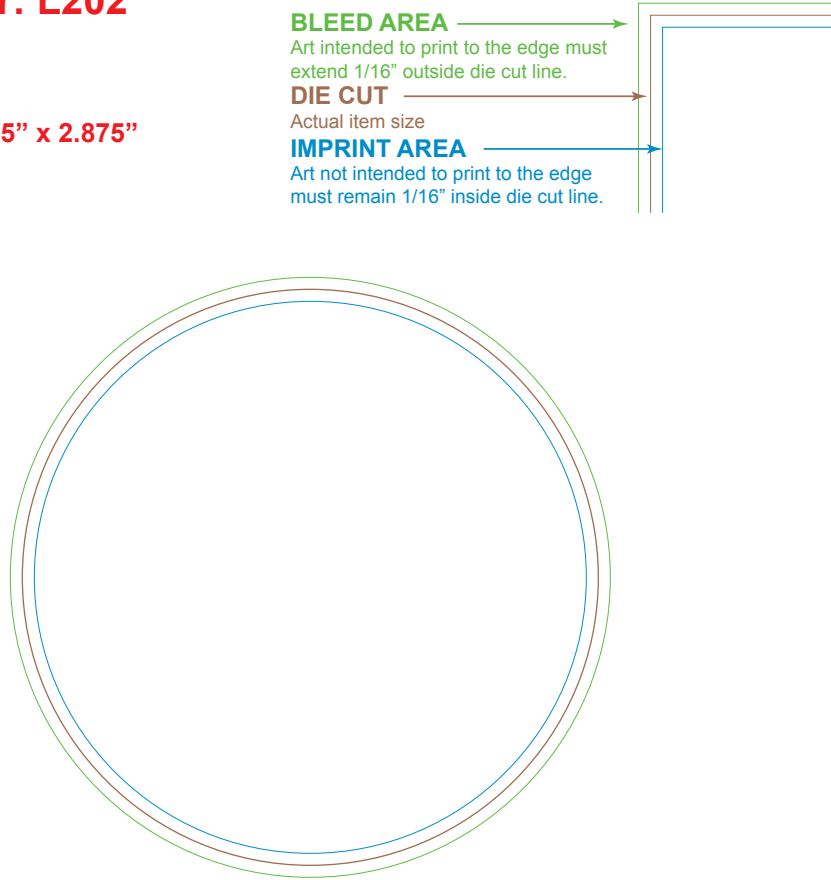 r: L202
5” x 2.875”
BLEED AREA
Art intended to print to the edge must
extend 1/16” outside die cut line.
DIE CUT
Actual item size
IMPRINT AREA
Art not intended to print to the edge
must remain 1/16” inside die cut line.